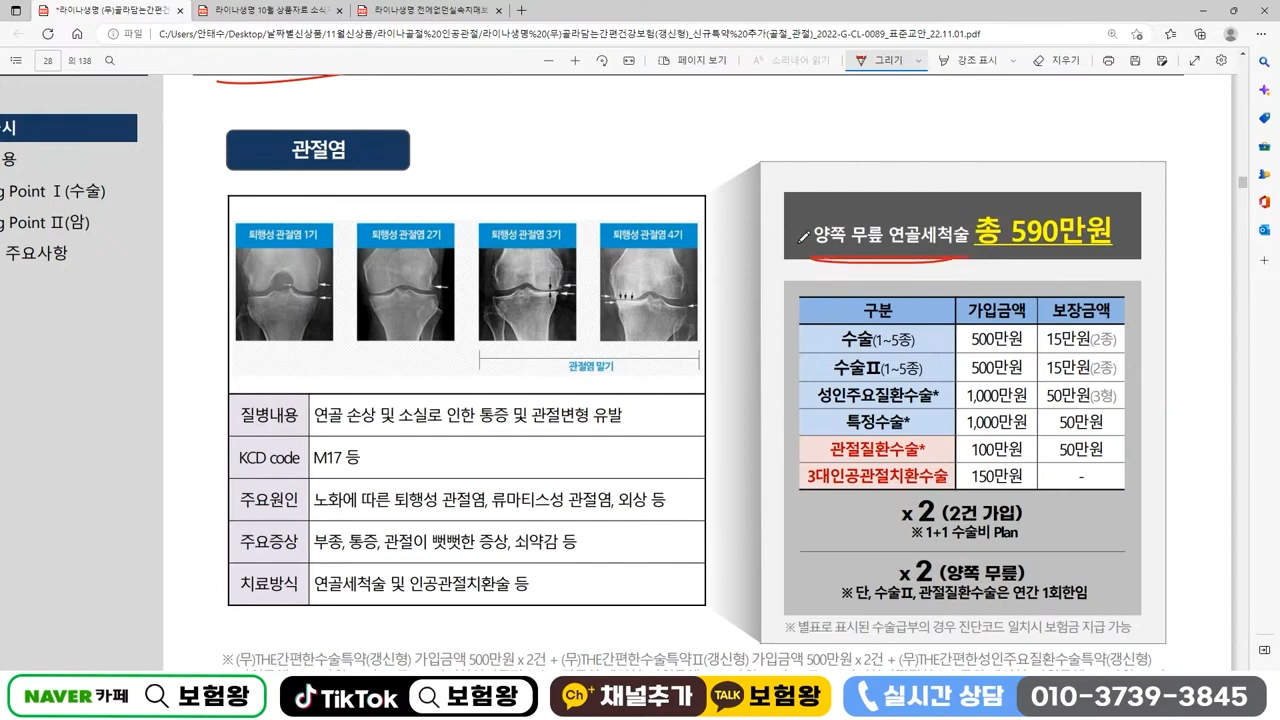 *라이나생명 (무)골라담는간편건
라이나생명 10월 상품자료 소식지
라이나생명 전에없던실속치매보
파일
C:/Users/안태수/Desktop/날짜별신상품/11월신상품/라이나골절%20인공관절/라이나생명%20(무)골라담는간편건강보험(갱신형)_신규특약%20추가(골절_관절)_2022-G-CL-0089_표준교안_22.11.01.pdf
28 의 138
페이지 보기
소리내어 읽기
그리기
강조 표시
지우기
시
용
g Point Ⅰ(수술)
g Point Ⅱ(암)
주요사항
관절염
퇴행성 관절염 1기
퇴행성 관절염 2기
퇴행성 관절염 3기
퇴행성 관절염 4기
관절염 말기
질병내용 연골 손상 및 소실로 인한 통증 및 관절변형 유발
KCD code M17 등
주요원인 노화에 따른 퇴행성 관절염, 류마티스성 관절염, 외상 등
주요증상 부종, 통증, 관절이 뻣뻣한 증상, 쇠약감 등
치료방식 연골세척술 및 인공관절치환술 등
양쪽 무릎 연골세척술 총 590만원
구분 가입금액 보장금액
수술(1~5종) 500만원 15만원(2종)
수술Ⅱ(1~5종) 500만원 15만원(2종)
성인주요질환수술* 1,000만원 50만원(3형)
특정수술* 1,000만원 50만원
관절질환수술* 100만원 50만원
3대인공관절치환수술 150만원 -
x 2 (2건 가입)
※ 1+1 수술비 Plan
x 2 (양쪽 무릎)
※ 단, 수술Ⅱ, 관절질환수술은 연간 1회한임
※ 별표로 표시된 수술급부의 경우 진단코드 일치시 보험금 지급 가능
※ (무)THE간편한수술특약(갱신형) 가입금액 500만원 x 2건 + (무)THE간편한수술특약Ⅱ(갱신형) 가입금액 500만원 x 2건 + (무)THE간편한성인주요질환수술특약(갱신형)
NAVER 카페 보험왕
TikTok 보험왕
Ch+ 채널추가 TALK 보험왕
실시간 상담 010-3739-3845